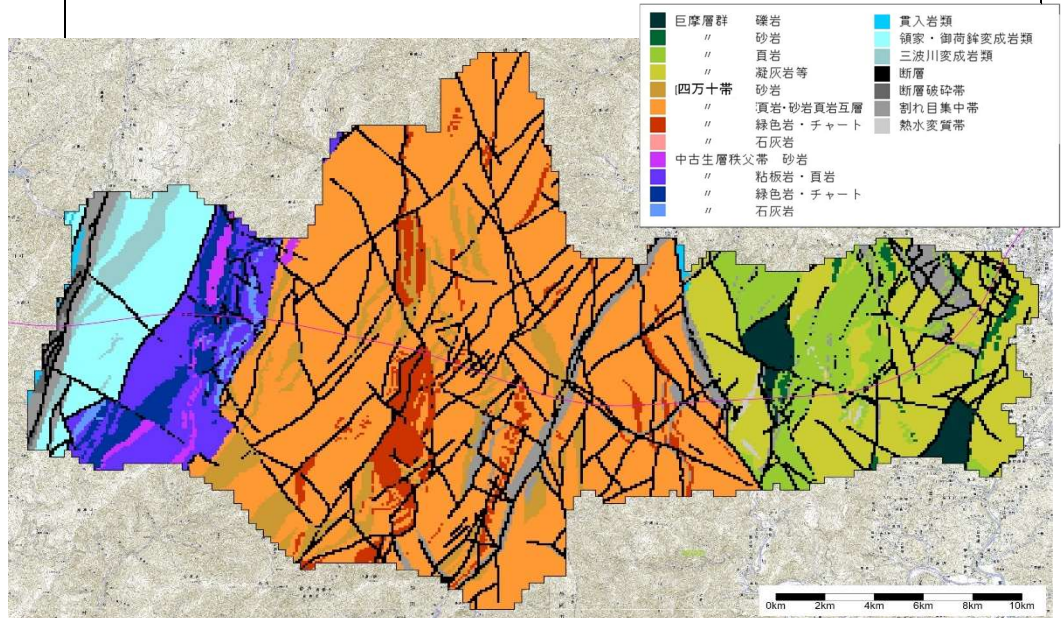 巨摩層群 礫岩
〃 砂岩
〃 頁岩
〃 凝灰岩等
四万十帯 砂岩
〃 頁岩・砂岩頁岩互層
〃 緑色岩・チャート
〃 石灰岩
中古生層秩父帯 砂岩
〃 粘板岩・頁岩
〃 緑色岩・チャート
〃 石灰岩
貫入岩類
領家・御荷鉾変成岩類
三波川変成岩類
断層
断層破砕帯
割れ目集中帯
熱水変質帯
0km 2km 4km 6km 8km 10km